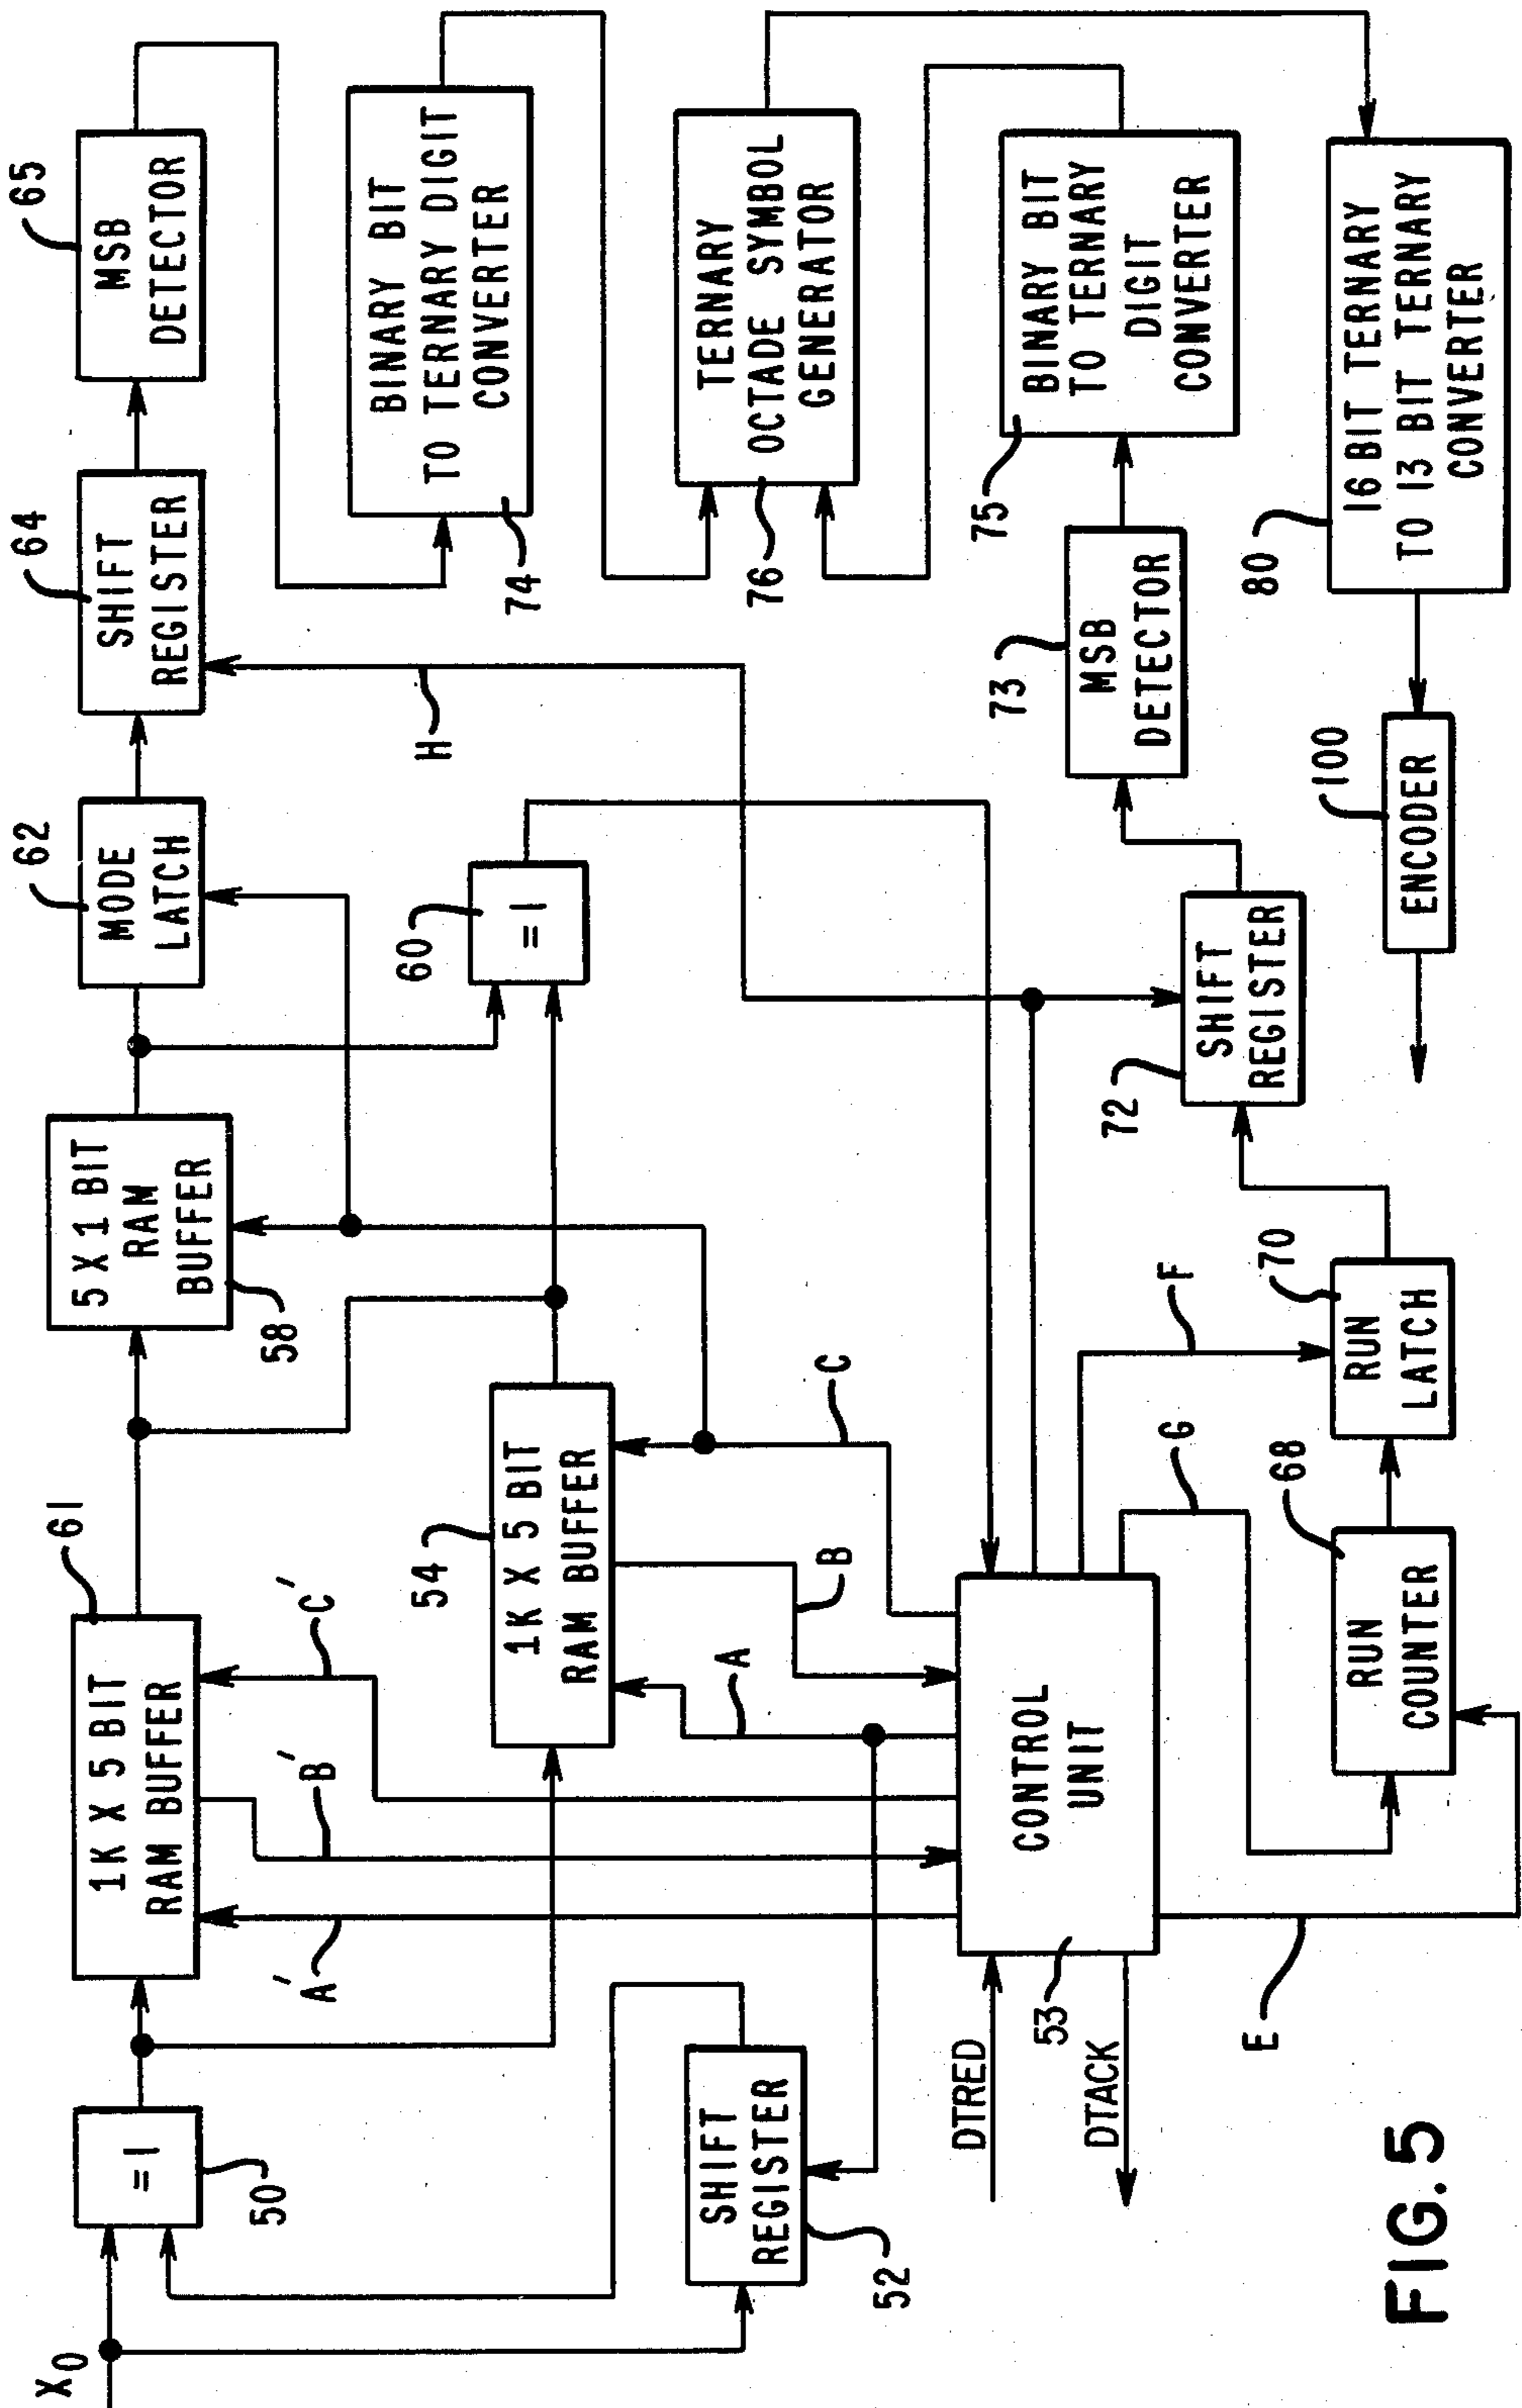 X0
= 1
50
SHIFT
REGISTER
52
1K X 5 BIT
RAM BUFFER
61
A'
B'
C'
1K X 5 BIT
RAM BUFFER
54
A
B
C
5 X 1 BIT
RAM
BUFFER
58
= 1
60
MODE
LATCH
62
SHIFT
REGISTER
64
H
MSB
DETECTOR
65
BINARY BIT
TO TERNARY DIGIT
CONVERTER
74
TERNARY
OCTADE SYMBOL
GENERATOR
76
BINARY BIT
TO TERNARY
DIGIT
CONVERTER
75
MSB
DETECTOR
73
SHIFT
REGISTER
72
DTRED
DTACK
CONTROL
UNIT
53
E
G
F
RUN
COUNTER
68
RUN
LATCH
70
16 BIT TERNARY
TO 13 BIT TERNARY
CONVERTER
80
ENCODER
100
FIG. 5